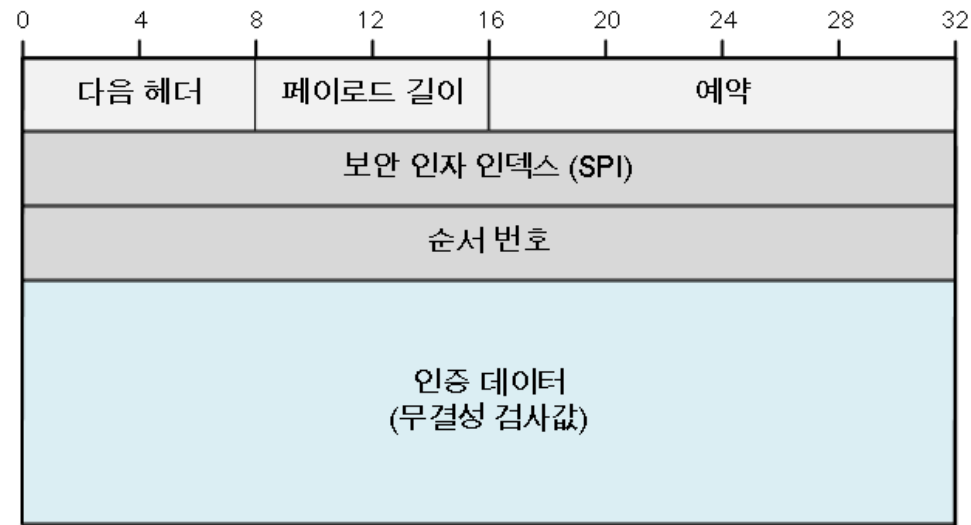 0 4 8 12 16 20 24 28 32
다음 헤더 페이로드 길이 예약
보안 인자 인덱스 (SPI)
순서 번호
인증 데이터
(무결성 검사값)